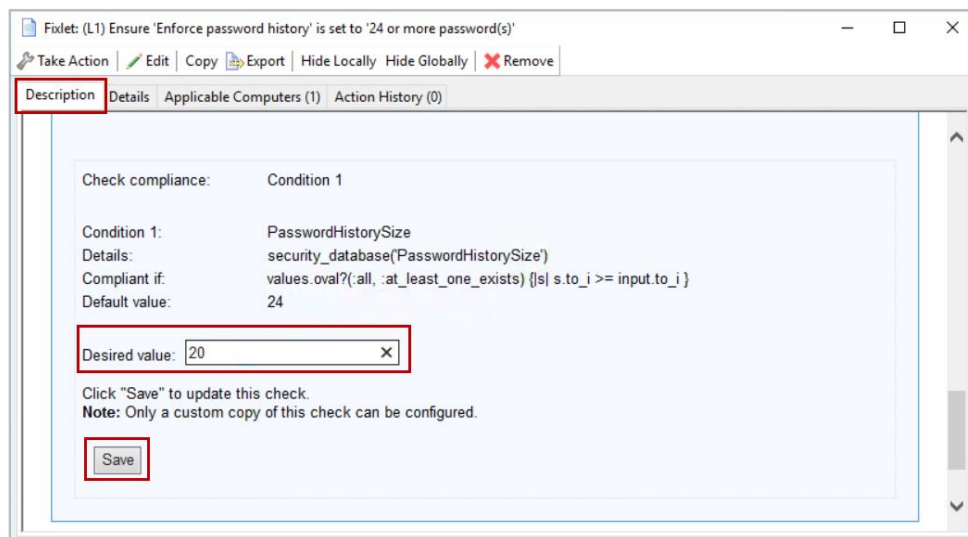 Fixlet: (L1) Ensure 'Enforce password history' is set to '24 or more password(s)'
Take Action Edit Copy Export Hide Locally Hide Globally Remove
Description Details Applicable Computers (1) Action History (0)
Check compliance: Condition 1
Condition 1: PasswordHistorySize
Details: security_database('PasswordHistorySize')
Compliant if: values.oval?(:all, :at_least_one_exists) {|s| s.to_i >= input.to_i }
Default value: 24
Desired value: 20
Click "Save" to update this check.
Note: Only a custom copy of this check can be configured.
Save